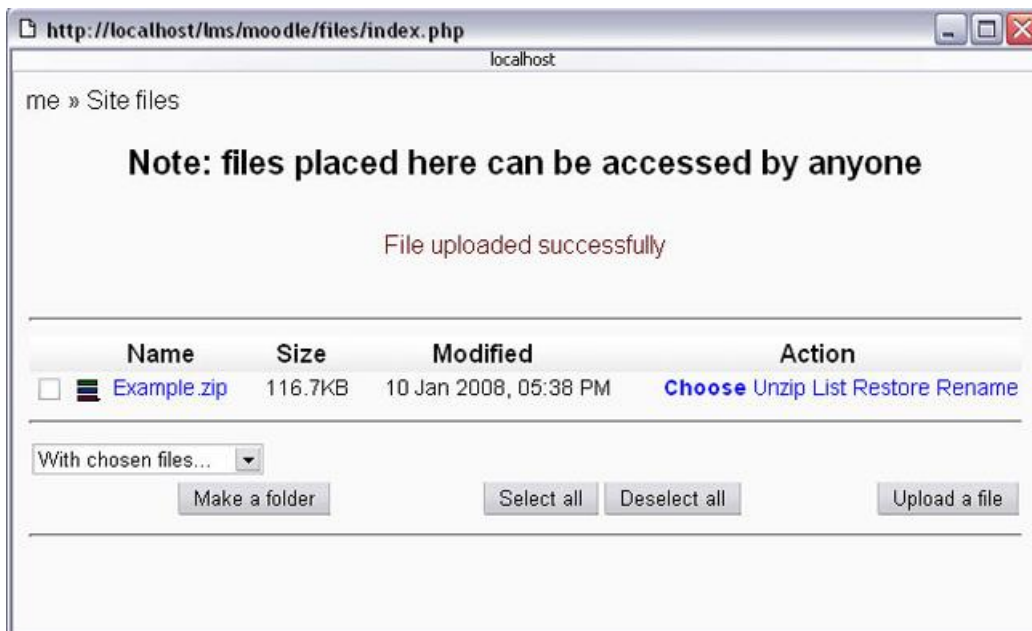 http://localhost/lms/moodle/files/index.php
localhost
me » Site files
Note: files placed here can be accessed by anyone
File uploaded successfully
Name Size Modified Action
Example.zip 116.7KB 10 Jan 2008, 05:38 PM Choose Unzip List Restore Rename
With chosen files...
Make a folder Select all Deselect all Upload a file